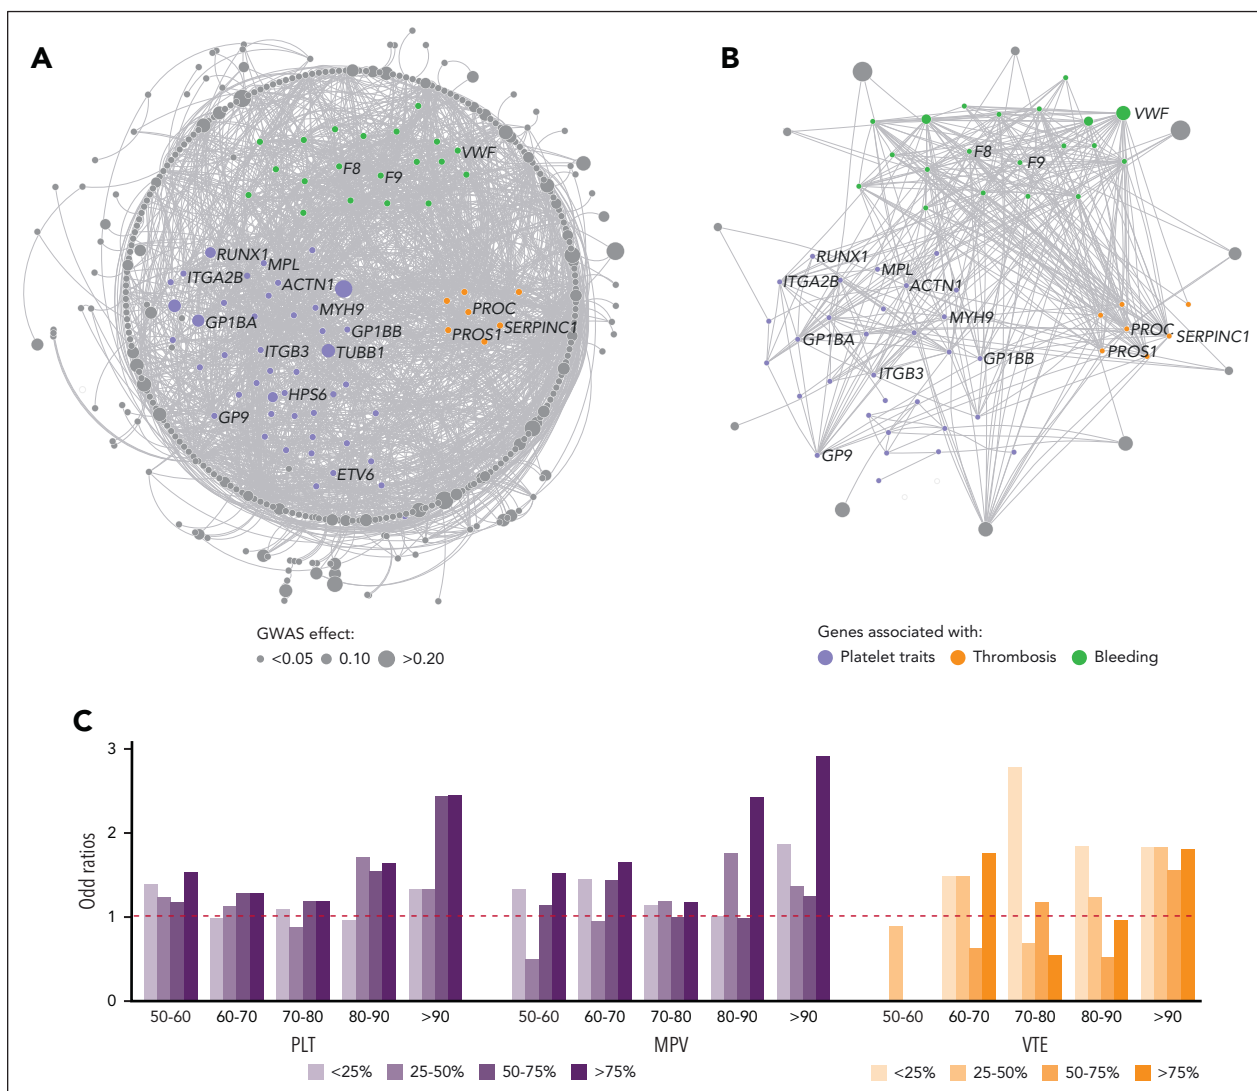 A
B
VWF
F8
F9
RUNX1
MPL
ITGA2B
ACTN1
MYH9
GP1BA
GP1BB
ITGB3
TUBB1
HPS6
GP9
ETV6
PROC
PROS1
SERPINC1
GWAS effect:
<0.05 0.10 >0.20
VWF
F8
F9
RUNX1
MPL
ITGA2B
ACTN1
MYH9
GP1BA
GP1BB
ITGB3
GP9
PROC
SERPINC1
PROS1
Genes associated with:
Platelet traits Thrombosis Bleeding
C
Odd ratios
3
2
1
0
50-60 60-70 70-80 80-90 >90 50-60 60-70 70-80 80-90 >90 50-60 60-70 70-80 80-90 >90
PLT MPV VTE
<25% 25-50% 50-75% >75% <25% 25-50% 50-75% >75%